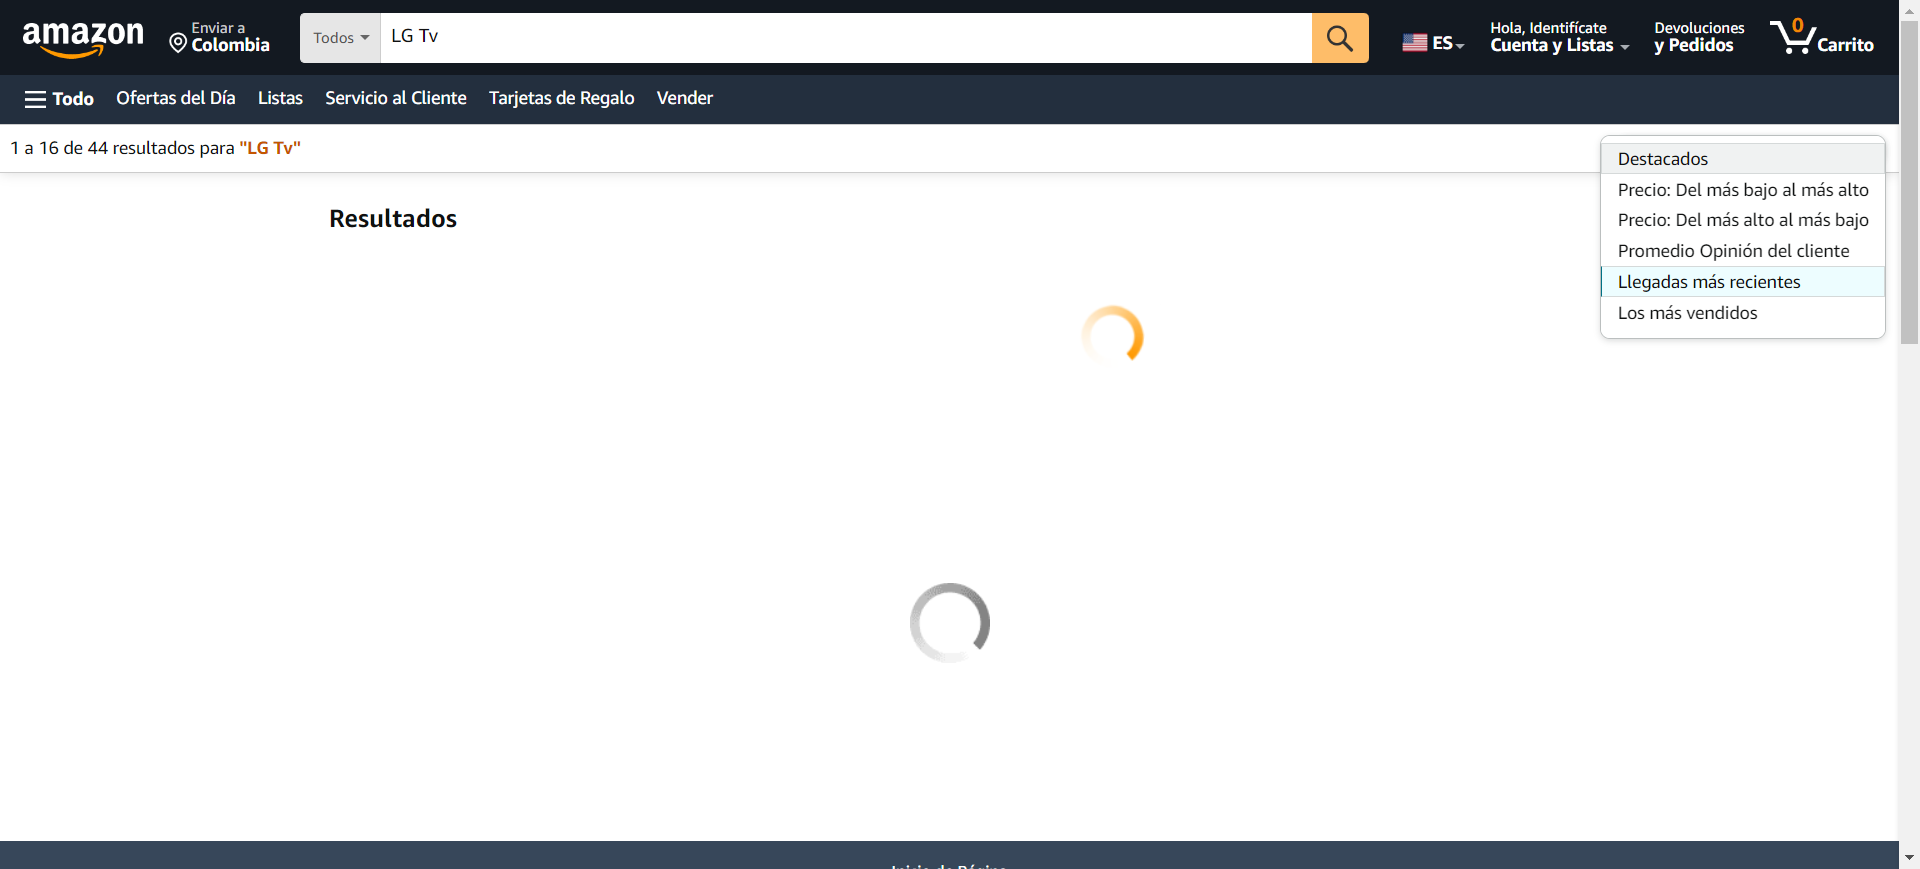 amazon
Enviar a
Colombia
Todos
LG Tv
ES
Hola, Identifícate
Cuenta y Listas
Devoluciones
y Pedidos
0
Carrito
Todo
Ofertas del Día
Listas
Servicio al Cliente
Tarjetas de Regalo
Vender
1 a 16 de 44 resultados para "LG Tv"
Destacados
Precio: Del más bajo al más alto
Precio: Del más alto al más bajo
Promedio Opinión del cliente
Llegadas más recientes
Los más vendidos
Resultados